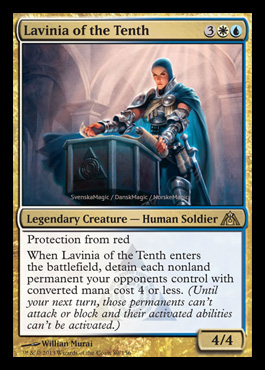 Lavinia of the Tenth 3
SvenskaMagic / DanskMagic / NorskeMagic
Legendary Creature — Human Soldier
Protection from red
When Lavinia of the Tenth enters
the battlefield, detain each nonland
permanent your opponents control with
converted mana cost 4 or less. (Until
your next turn, those permanents can't
attack or block and their activated abilities
can't be activated.)
Willian Murai
4/4